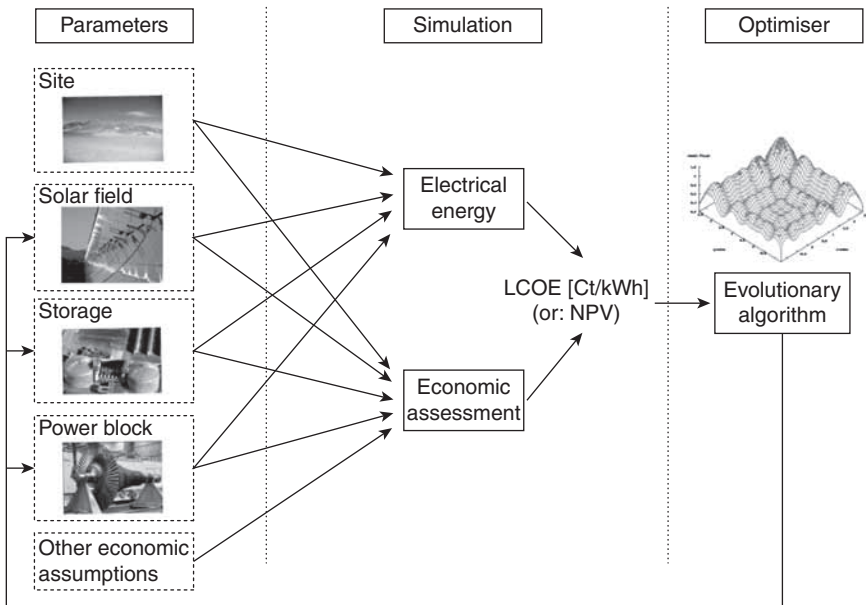 Parameters
Simulation
Optimiser
Site
Solar field
Storage
Power block
Other economic
assumptions
Electrical
energy
Economic
assessment
LCOE [Ct/kWh]
(or: NPV)
Evolutionary
algorithm